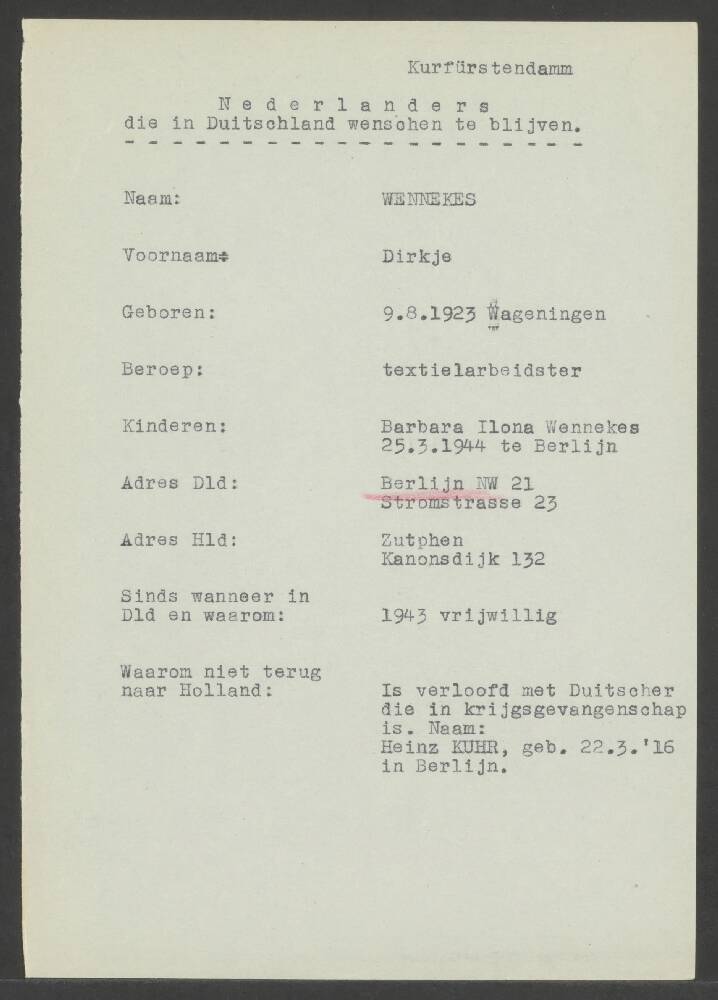 Kurfürstendamm
N e d e r l a n d e r s
die in Duitschland wenschen te blijven.
- - - - - - - - - - - - - - - - - - - -
Naam: WENNEKES
Voornaam: Dirkje
Geboren: 9.8.1923 Wageningen
Beroep: textielarbeidster
Kinderen: Barbara Ilona Wennekes
25.3.1944 te Berlijn
Adres Dld: Berlijn NW 21
Stromstrasse 23
Adres Hld: Zutphen
Kanonsdijk 132
Sinds wanneer in
Dld en waarom: 1943 vrijwillig
Waarom niet terug
naar Holland: Is verloofd met Duitscher
die in krijgsgevangenschap
is. Naam:
Heinz KUHR, geb. 22.3.'16
in Berlijn.